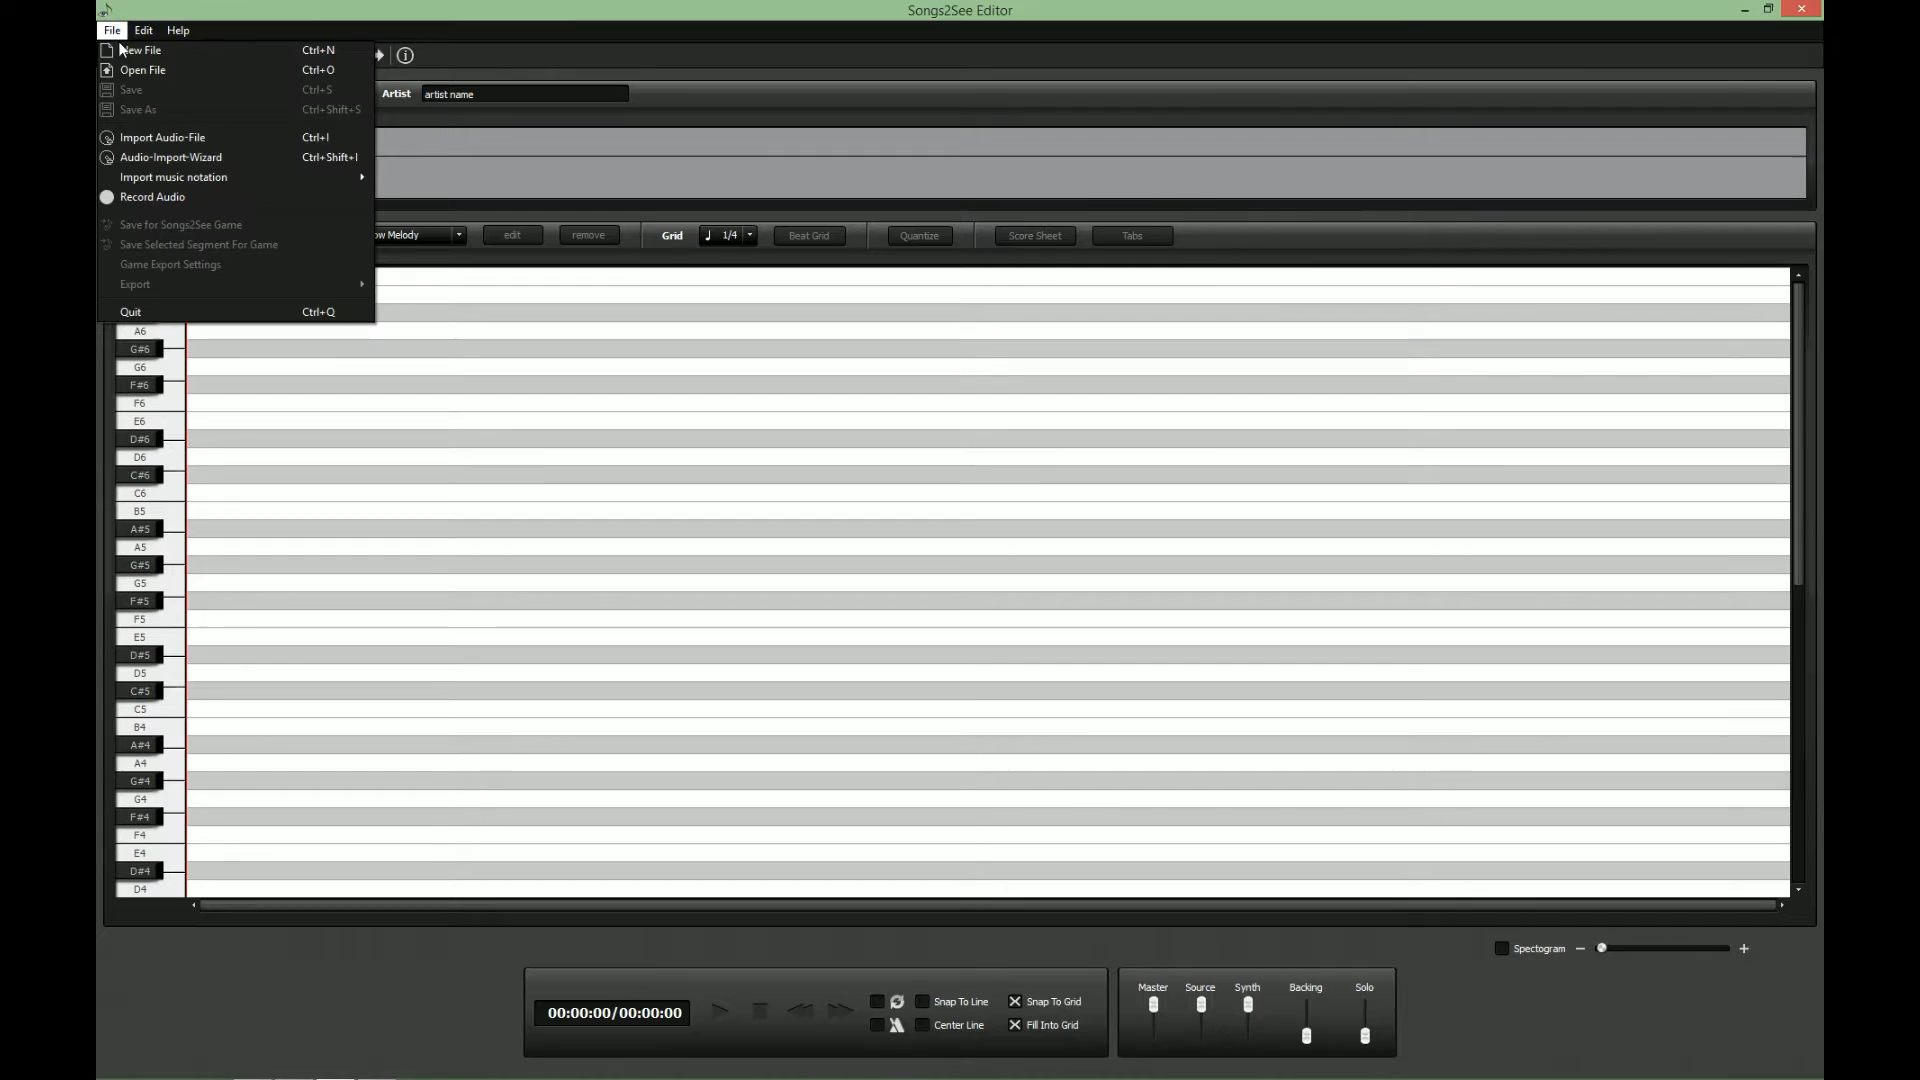 Songs2See Editor
File Edit Help
New File Ctrl+N
Open File Ctrl+O
Save Ctrl+S
Save As Ctrl+Shift+S
Artist artist name
Import Audio-File Ctrl+I
Audio-Import-Wizard Ctrl+Shift+I
Import music notation
Record Audio
Save for Songs2See Game
Save Selected Segment For Game
Game Export Settings
Export
Quit Ctrl+Q
Melody edit remove Grid 1/4 Beat Grid Quantize Score Sheet Tabs
A6
G#6
G6
F#6
F6
E6
D#6
D6
C#6
C6
B5
A#5
A5
G#5
G5
F#5
F5
E5
D#5
D5
C#5
C5
B4
A#4
A4
G#4
G4
F#4
F4
E4
D#4
D4
Spectogram
00:00:00/00:00:00
Snap To Line Snap To Grid
Center Line Fill Into Grid
Master Source Synth Backing Solo